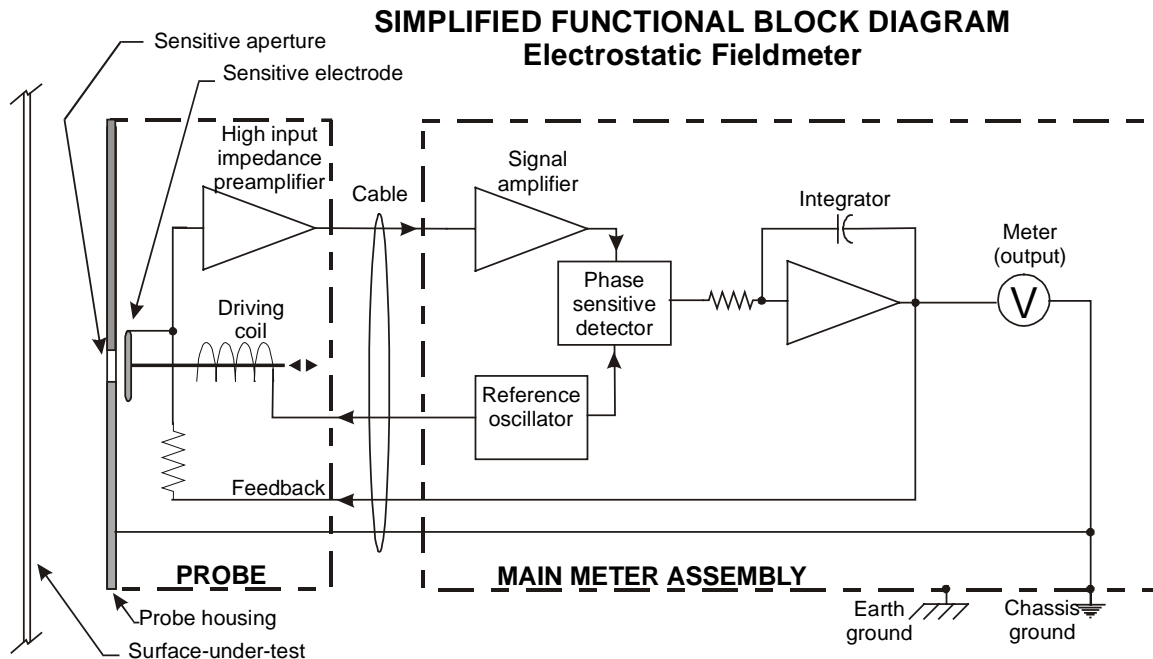 SIMPLIFIED FUNCTIONAL BLOCK DIAGRAM
Electrostatic Fieldmeter
Sensitive aperture
Sensitive electrode
High input
impedance
preamplifier
Cable
Signal
amplifier
Integrator
Meter
(output)
V
Phase
sensitive
detector
Driving
coil
Reference
oscillator
Feedback
PROBE
MAIN METER ASSEMBLY
Probe housing
Surface-under-test
Earth
ground
Chassis
ground